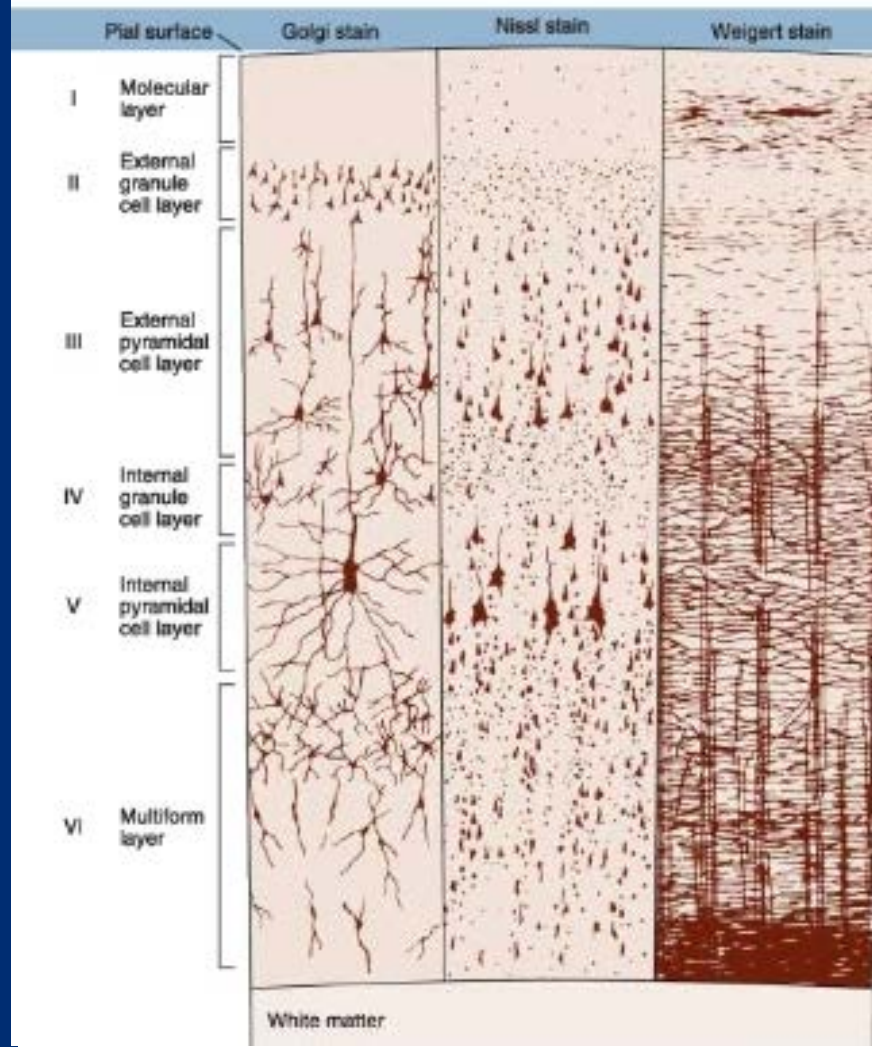 Pial surface Golgi stain Nissl stain Weigert stain
I Molecular
layer
II External
granule
cell layer
III External
pyramidal
cell layer
IV Internal
granule
cell layer
V Internal
pyramidal
cell layer
VI Multiform
layer
White matter